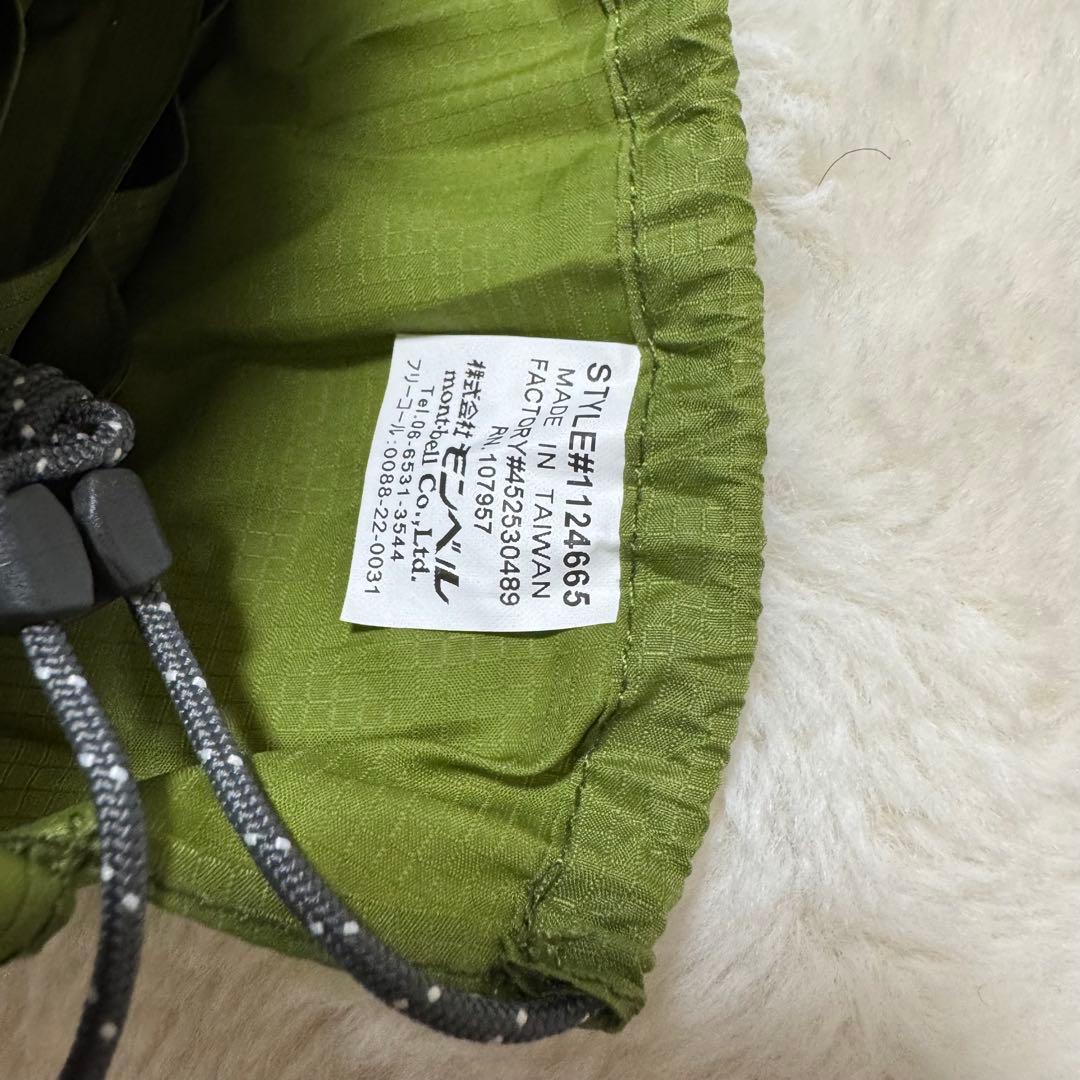 STYLE#1124665
MADE IN TAIWAN
FACTORY#452530489
RN 107957
株式会社 モンベル
mont-bell Co.,Ltd.
Tel.06-6531-3544
フリーコール:0088-22-0031